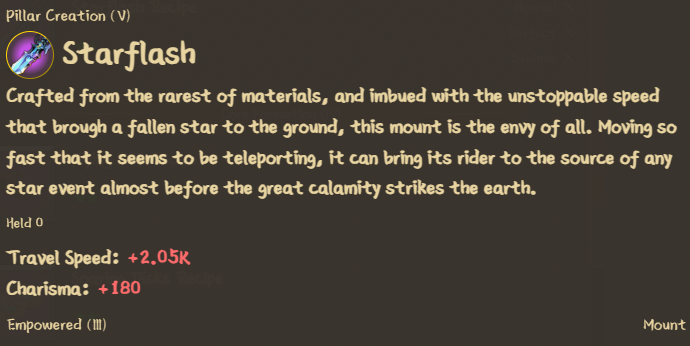 Pillar Creation (V)
Starflash
Crafted from the rarest of materials, and imbued with the unstoppable speed
that brough a fallen star to the ground, this mount is the envy of all. Moving so
fast that it seems to be teleporting, it can bring its rider to the source of any
star event almost before the great calamity strikes the earth.
Held 0
Travel Speed: +2.05K
Charisma: +180
Empowered (III)
Mount